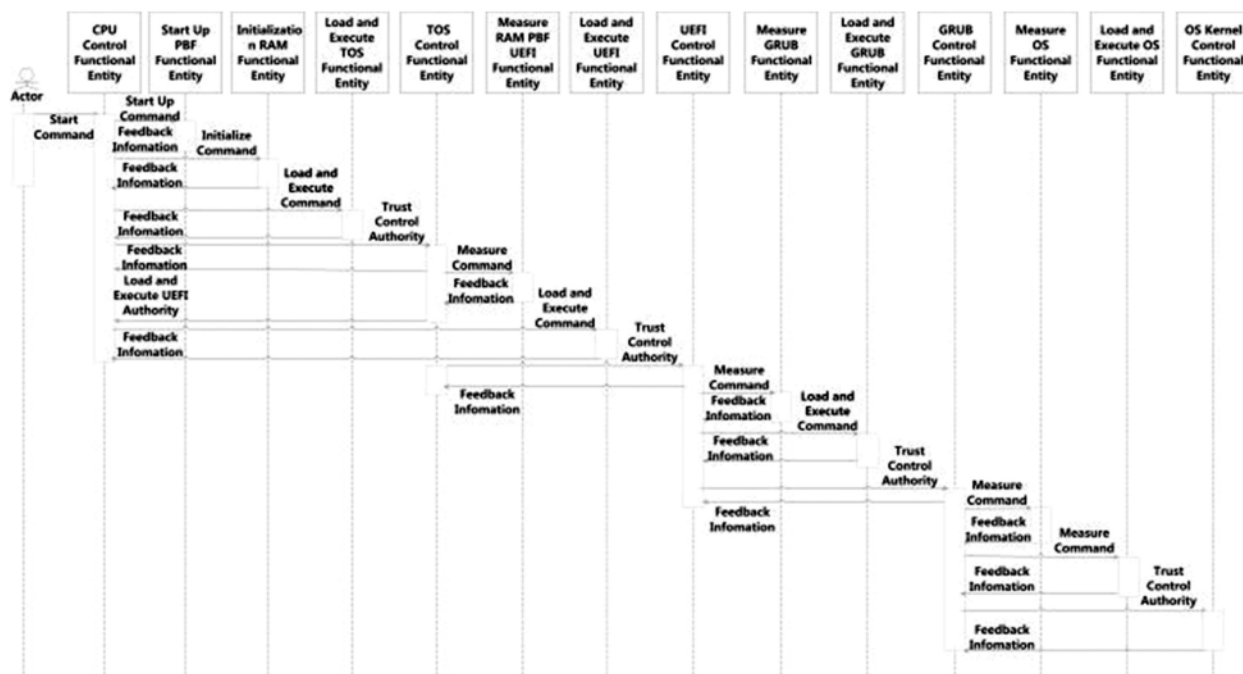 CPU
Control
Functional
Entity
Start Up
PBF
Functional
Entity
Initializatio
n RAM
Functional
Entity
Load and
Execute
TOS
Functional
Entity
TOS
Control
Functional
Entity
Measure
RAM PBF
UEFI
Functional
Entity
Load and
Execute
UEFI
Functional
Entity
UEFI
Control
Functional
Entity
Measure
GRUB
Functional
Entity
Load and
Execute
GRUB
Functional
Entity
GRUB
Control
Functional
Entity
Measure
OS
Functional
Entity
Load and
Execute OS
Functional
Entity
OS Kernel
Control
Functional
Entity
Actor
Start
Command
Start Up
Command
Feedback
Infomation
Initialize
Command
Feedback
Infomation
Load and
Execute
Command
Feedback
Infomation
Trust
Control
Authority
Feedback
Infomation
Measure
Command
Feedback
Infomation
Load and
Execute UEFI
Authority
Load and
Execute
Command
Feedback
Infomation
Trust
Control
Authority
Feedback
Infomation
Measure
Command
Feedback
Infomation
Load and
Execute
Command
Feedback
Infomation
Trust
Control
Authority
Feedback
Infomation
Measure
Command
Feedback
Infomation
Measure
Command
Feedback
Infomation
Trust
Control
Authority
Feedback
Infomation